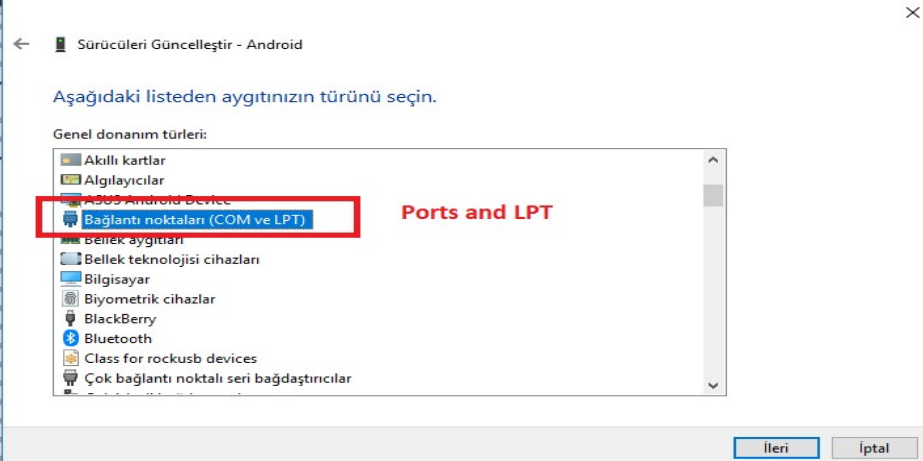 Sürücüleri Güncelleştir - Android
Aşağıdaki listeden aygıtınızın türünü seçin.
Genel donanım türleri:
Akıllı kartlar
Algılayıcılar
ASUS Android Device
Bağlantı noktaları (COM ve LPT)
Ports and LPT
Bellek aygıtları
Bellek teknolojisi cihazları
Bilgisayar
Biyometrik cihazlar
BlackBerry
Bluetooth
Class for rockusb devices
Çok bağlantı noktalı seri bağdaştırıcılar
İleri
İptal